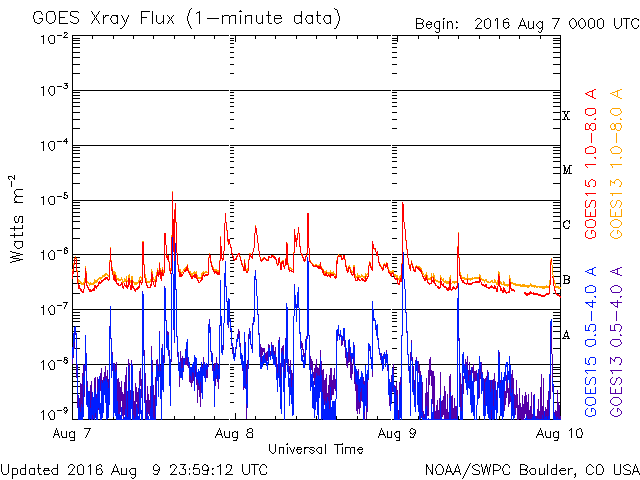 GOES Xray Flux (1-minute data)
Begin: 2016 Aug 7 0000 UTC
10-2
10-3
10-4
10-5
10-6
10-7
10-8
10-9
Watts m-2
X
M
C
B
A
GOES15 1.0-8.0 A
GOES13 1.0-8.0 A
GOES15 0.5-4.0 A
GOES13 0.5-4.0 A
Aug 7
Aug 8
Aug 9
Aug 10
Universal Time
Updated 2016 Aug 9 23:59:12 UTC
NOAA/SWPC Boulder, CO USA